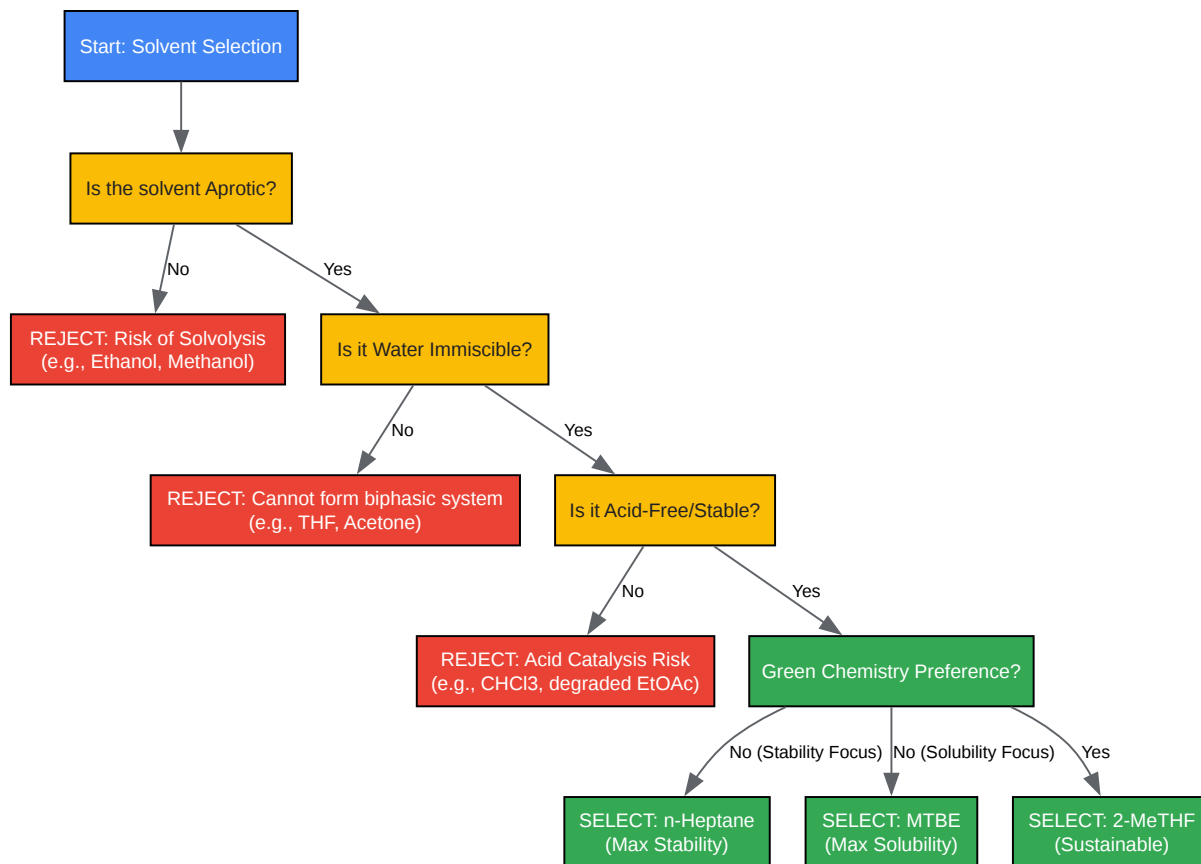 Start: Solvent Selection
Is the solvent Aprotic?
No
Yes
REJECT: Risk of Solvolysis
(e.g., Ethanol, Methanol)
Is it Water Immiscible?
No
Yes
REJECT: Cannot form biphasic system
(e.g., THF, Acetone)
Is it Acid-Free/Stable?
No
Yes
REJECT: Acid Catalysis Risk
(e.g., CHCl3, degraded EtOAc)
Green Chemistry Preference?
No (Stability Focus)
No (Solubility Focus)
Yes
SELECT: n-Heptane
(Max Stability)
SELECT: MTBE
(Max Solubility)
SELECT: 2-MeTHF
(Sustainable)